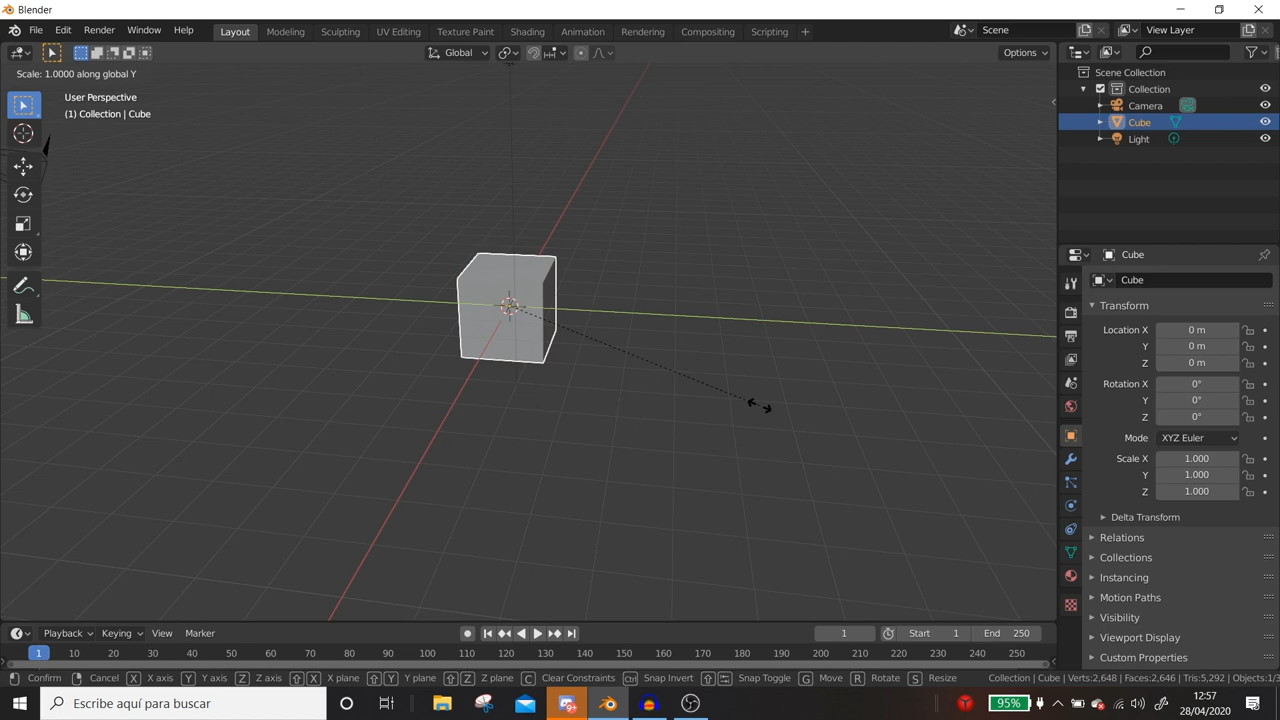 Blender
File Edit Render Window Help Layout Modeling Sculpting UV Editing Texture Paint Shading Animation Rendering Compositing Scripting + Scene View Layer
Global Options
Scale: 1.0000 along global Y
User Perspective
(1) Collection | Cube
Scene Collection
Collection
Camera
Cube
Light
Cube
Cube
Transform
Location X 0 m
Y 0 m
Z 0 m
Rotation X 0°
Y 0°
Z 0°
Mode XYZ Euler
Scale X 1.000
Y 1.000
Z 1.000
Delta Transform
Relations
Collections
Instancing
Motion Paths
Visibility
Viewport Display
Custom Properties
Playback Keying View Marker 1 Start 1 End 250
1 10 20 30 40 50 60 70 80 90 100 110 120 130 140 150 160 170 180 190 200 210 220 230 240 250
Confirm Cancel X X axis Y Y axis Z Z axis X X plane Y Y plane Z Z plane C Clear Constraints Ctrl Snap Invert Snap Toggle G Move R Rotate S Resize Collection | Cube | Verts:2,648 | Faces:2,646 | Tris:5,292 | Objects:1/3
Escribe aquí para buscar 9+ 95% 12:57
28/04/2020